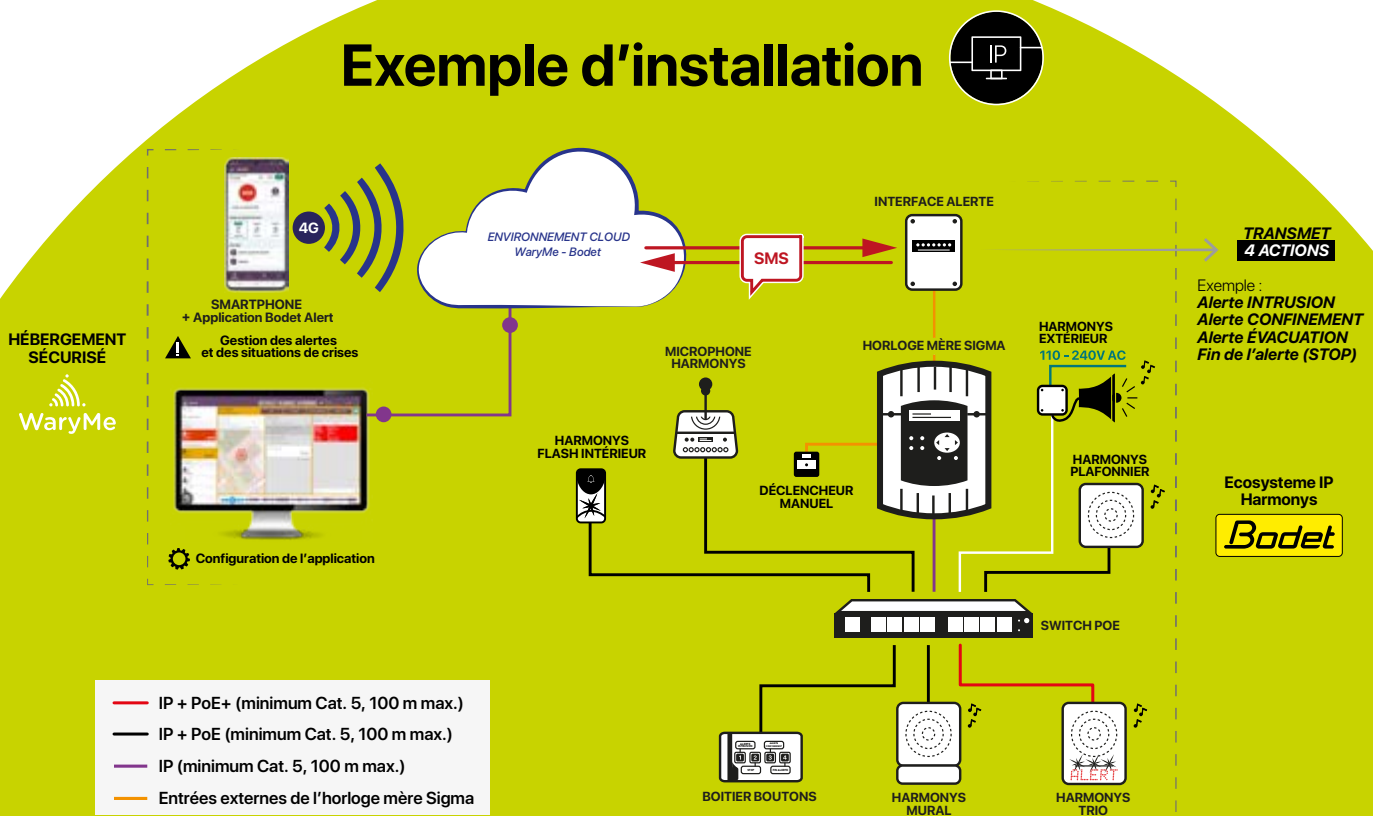 Exemple d'installation
IP
4G
ENVIRONNEMENT CLOUD
WaryMe - Bodet
SMS
INTERFACE ALERTE
TRANSMET
4 ACTIONS
Exemple :
Alerte INTRUSION
Alerte CONFINEMENT
Alerte ÉVACUATION
Fin de l'alerte (STOP)
SMARTPHONE
+ Application Bodet Alert
Gestion des alertes
et des situations de crises
HÉBERGEMENT
SÉCURISÉ
WaryMe
MICROPHONE
HARMONYS
HORLOGE MÈRE SIGMA
HARMONYS
EXTÉRIEUR
110 - 240V AC
HARMONYS
FLASH INTÉRIEUR
DÉCLENCHEUR
MANUEL
HARMONYS
PLAFONNIER
Ecosysteme IP
Harmonys
Bodet
Configuration de l'application
SWITCH POE
IP + PoE+ (minimum Cat. 5, 100 m max.)
IP + PoE (minimum Cat. 5, 100 m max.)
IP (minimum Cat. 5, 100 m max.)
Entrées externes de l'horloge mère Sigma
1 2 3 4
STOP
ALERT
BOITIER BOUTONS
HARMONYS
MURAL
HARMONYS
TRIO